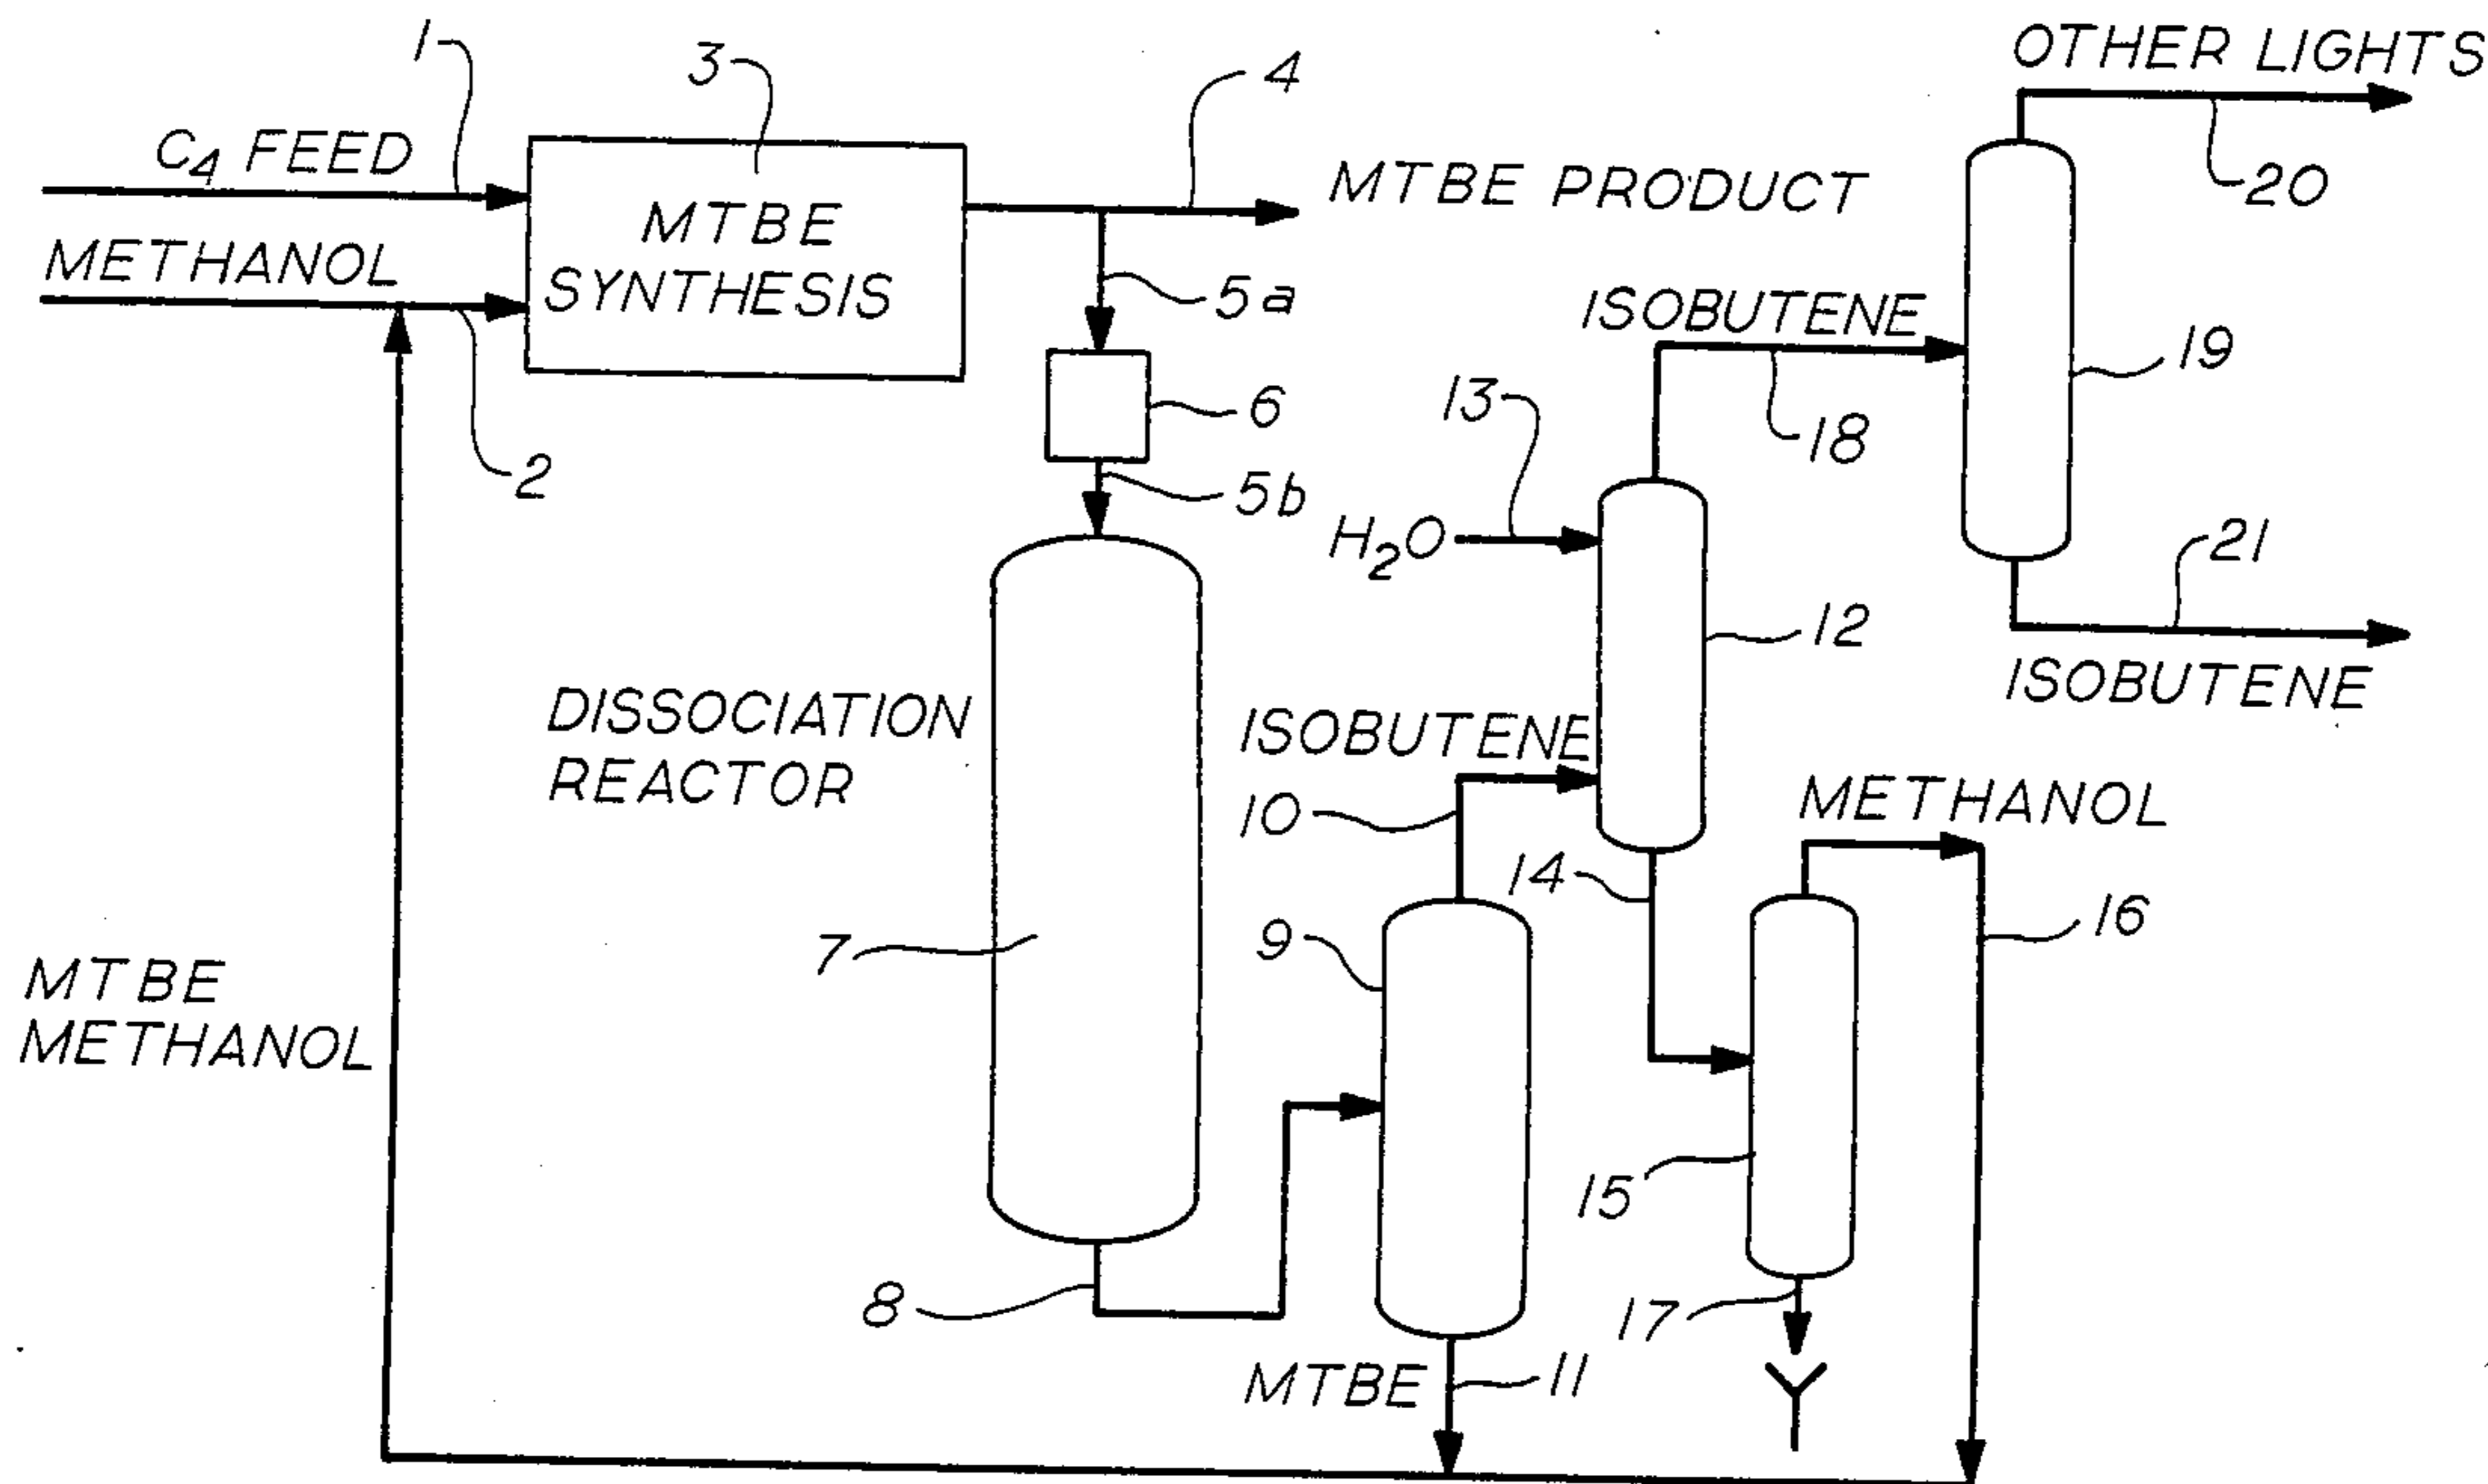 1
3
4
OTHER LIGHTS
C4 FEED
MTBE PRODUCT
20
MTBE
SYNTHESIS
METHANOL
5a
ISOBUTENE
19
6
13
18
2
5b
H2O
21
12
ISOBUTENE
DISSOCIATION
REACTOR
ISOBUTENE
10
METHANOL
14
16
7
9
MTBE
METHANOL
15
8
17
MTBE
11